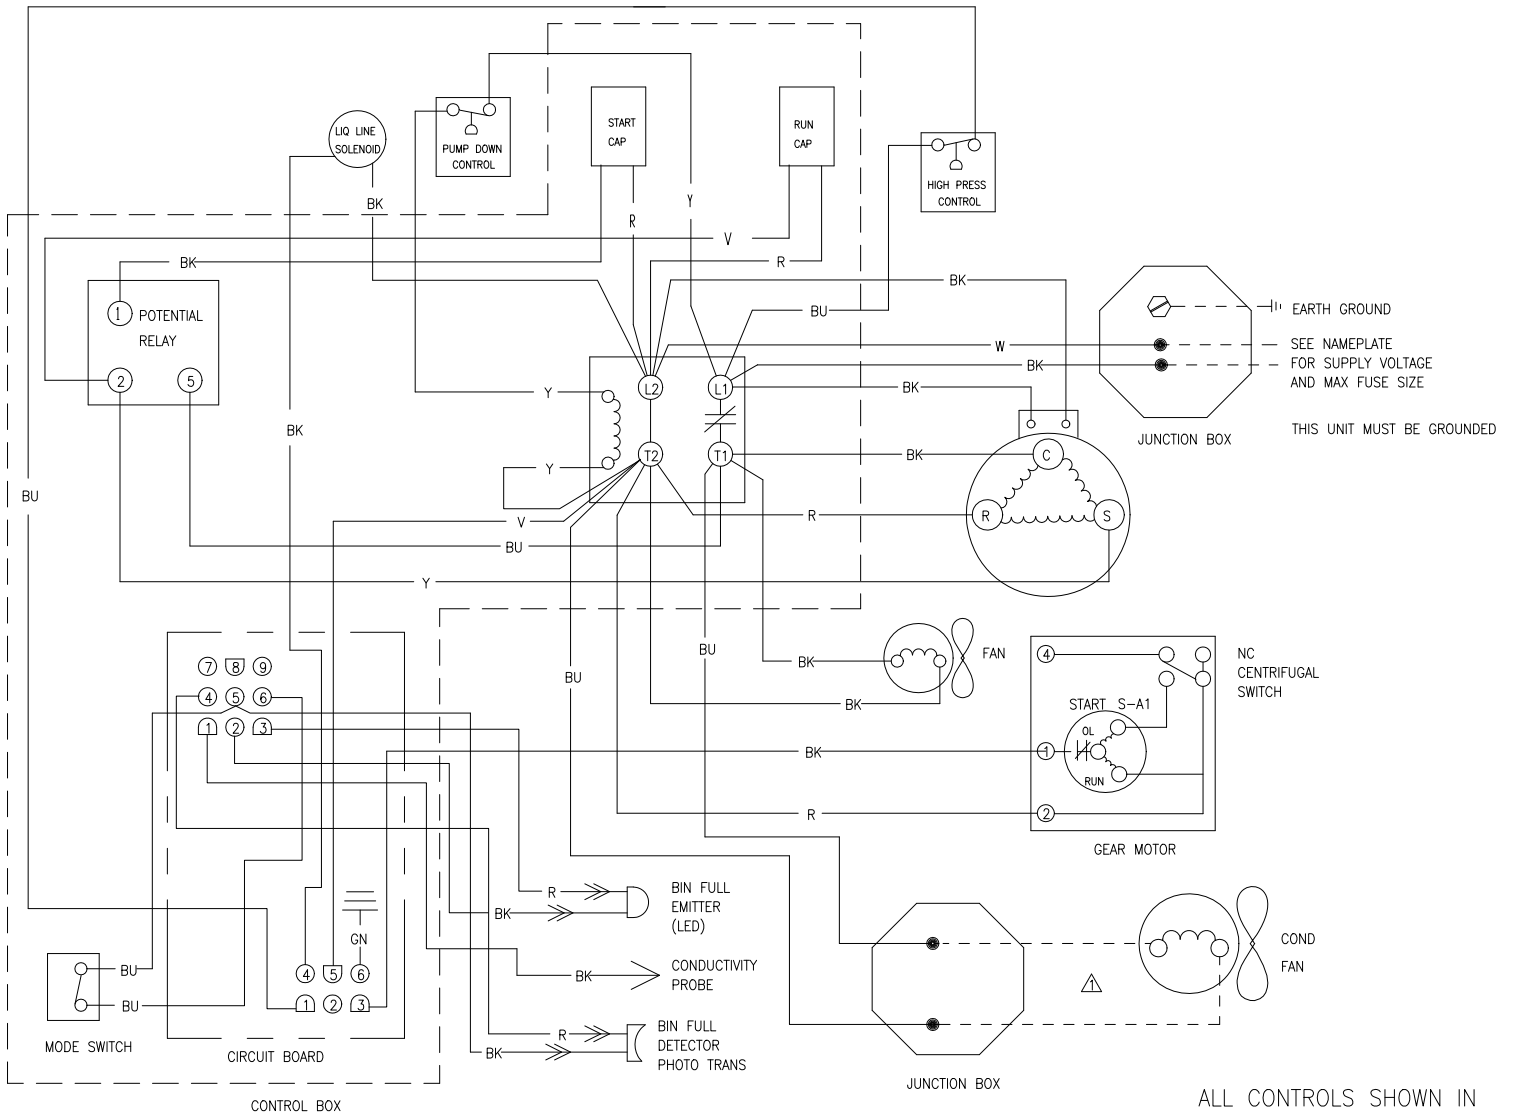 LIQ LINE
SOLENOID
PUMP DOWN
CONTROL
START
CAP
RUN
CAP
HIGH PRESS
CONTROL
BK
R
Y
V
BK
R
BK
BU
POTENTIAL
RELAY
1
2
5
EARTH GROUND
SEE NAMEPLATE
FOR SUPPLY VOLTAGE
AND MAX FUSE SIZE
THIS UNIT MUST BE GROUNDED
JUNCTION BOX
W
BK
BK
L2
L1
Y
BK
T2
T1
Y
BK
C
R
S
BU
V
R
BU
Y
BU
BU
BK
FAN
BK
7
8
9
4
5
6
1
2
3
4
NC
CENTRIFUGAL
SWITCH
START S-A1
OL
RUN
1
2
BK
R
GEAR MOTOR
R
BK
BIN FULL
EMITTER
(LED)
GN
BK
CONDUCTIVITY
PROBE
4
5
6
1
2
3
BU
BU
MODE SWITCH
CIRCUIT BOARD
R
BK
BIN FULL
DETECTOR
PHOTO TRANS
COND
FAN
1
JUNCTION BOX
CONTROL BOX
ALL CONTROLS SHOWN IN